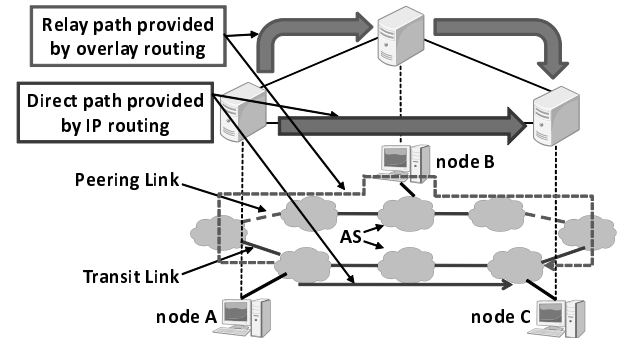 Relay path provided
by overlay routing
Direct path provided
by IP routing
node B
Peering Link
AS
Transit Link
node A
node C